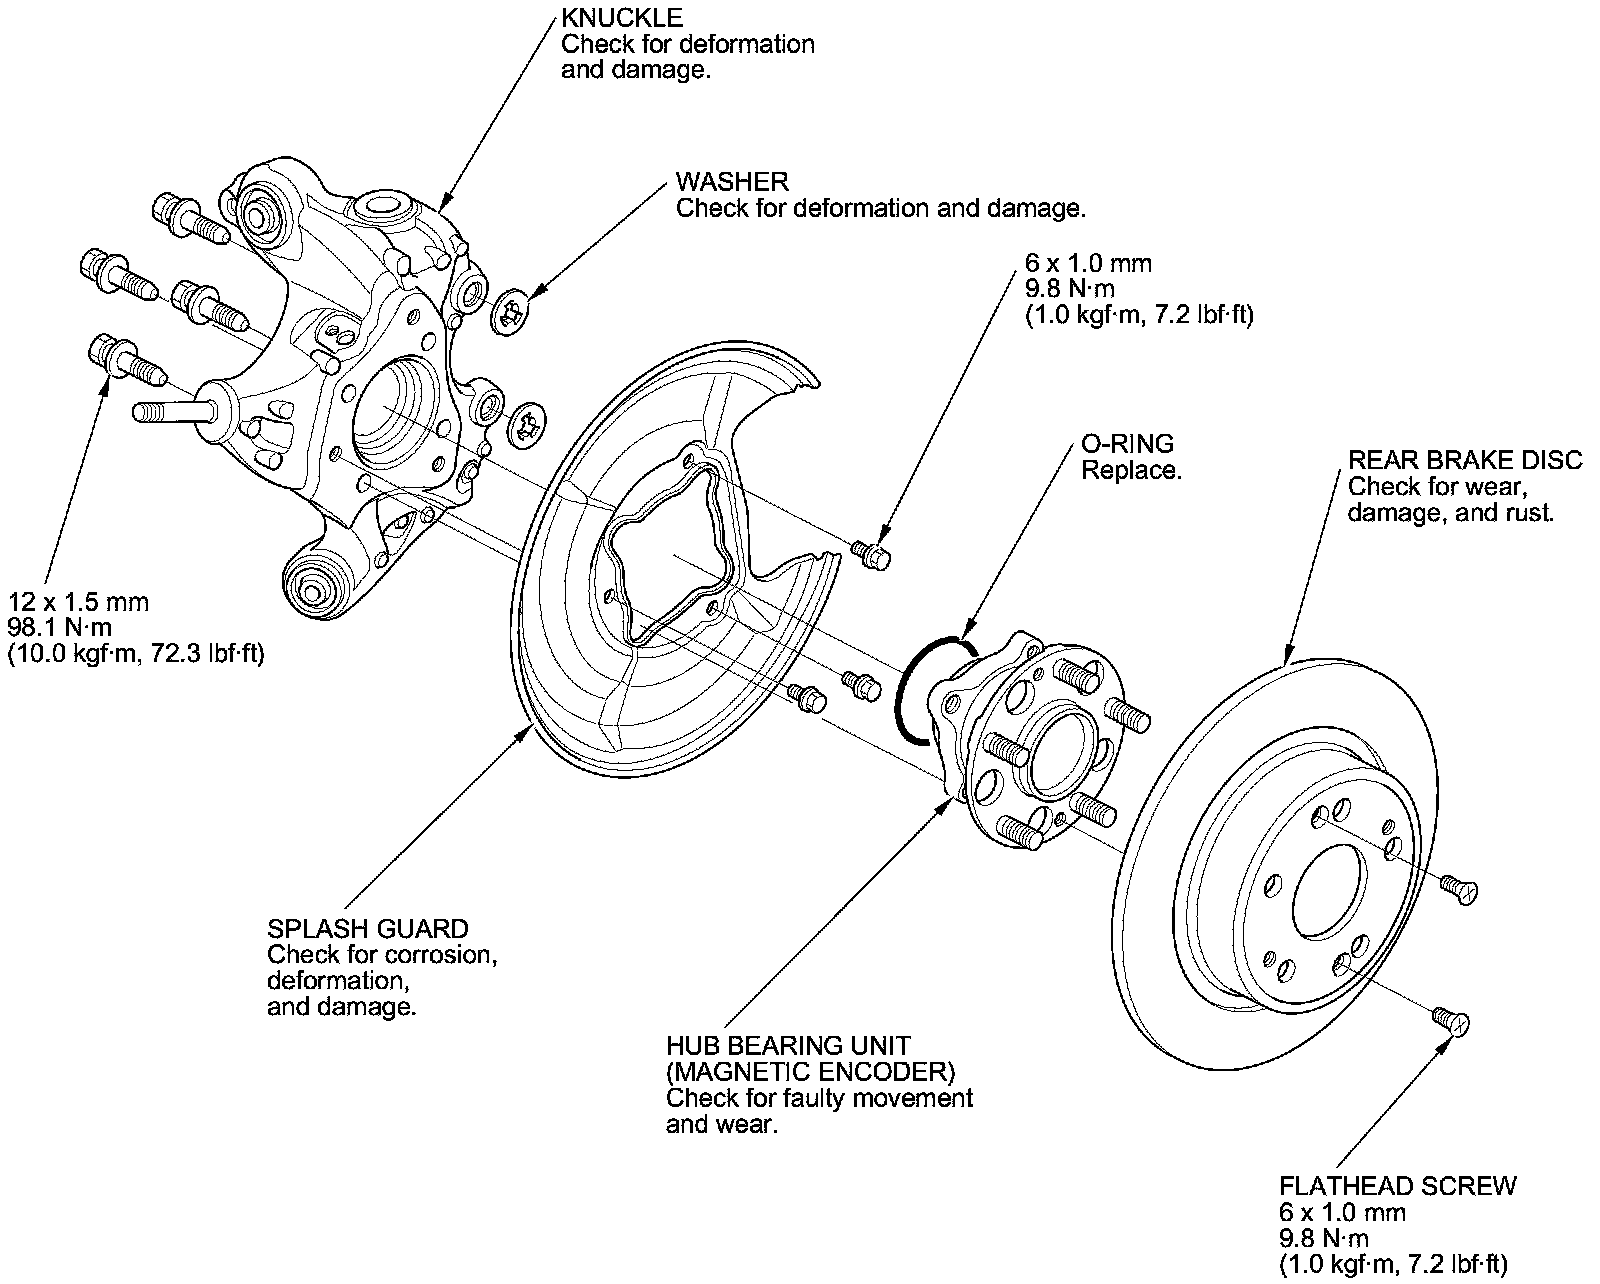 KNUCKLE
Check for deformation
and damage.
WASHER
Check for deformation and damage.
6 x 1.0 mm
9.8 N·m
(1.0 kgf·m, 7.2 lbf·ft)
O-RING
Replace.
REAR BRAKE DISC
Check for wear,
damage, and rust.
12 x 1.5 mm
98.1 N·m
(10.0 kgf·m, 72.3 lbf·ft)
SPLASH GUARD
Check for corrosion,
deformation,
and damage.
HUB BEARING UNIT
(MAGNETIC ENCODER)
Check for faulty movement
and wear.
FLATHEAD SCREW
6 x 1.0 mm
9.8 N·m
(1.0 kgf·m, 7.2 lbf·ft)